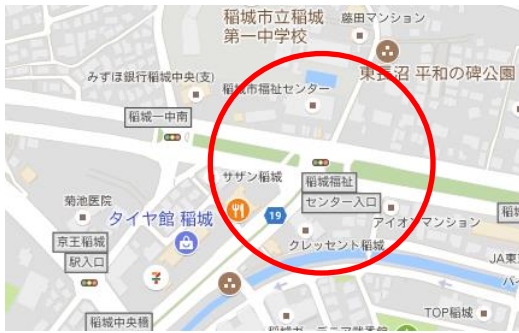 稲城市立稲城
第一中学校
藤田マンション
東長沼 平和の碑公園
みずほ銀行稲城中央(支)
稲城市福祉センター
稲城一中南
サザン稲城
稲城福祉
センター入口
菊池医院
タイヤ館 稲城
19
アイオンマンション
稲城
京王稲城
駅入口
クレッセント稲城
JA東京
バイ
稲城中央橋
TOP稲城